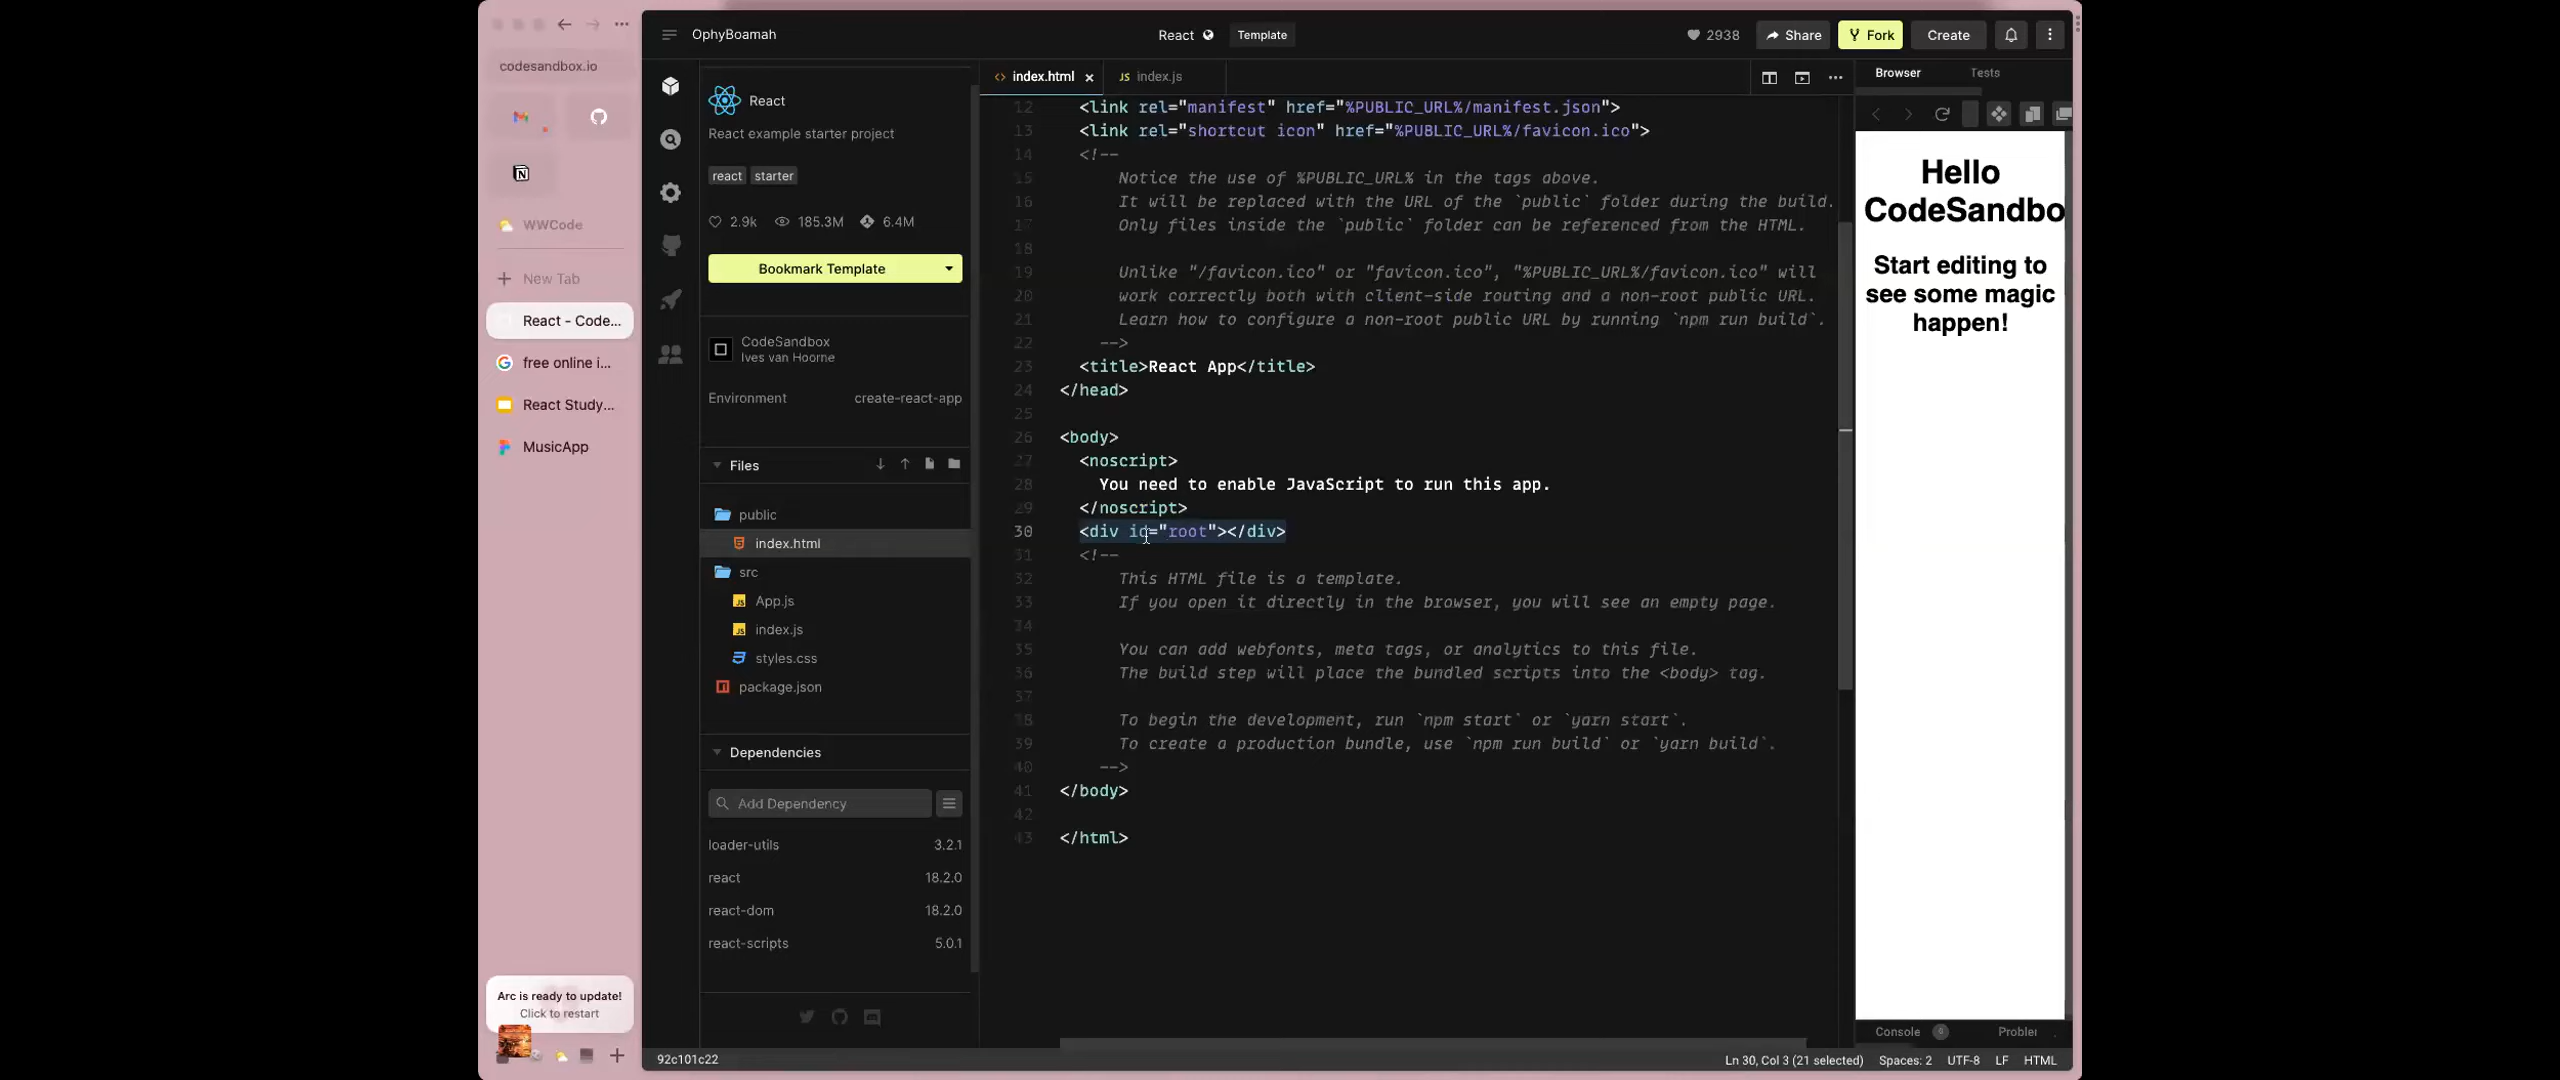 codesandbox.io
WWCode
New Tab
React - Code...
free online i...
React Study...
MusicApp
Arc is ready to update!
Click to restart
OphyBoamah
React
Template
2938
Share
Fork
Create
React
React example starter project
react
starter
2.9k
185.3M
6.4M
Bookmark Template
CodeSandbox
Ives van Hoorne
Environment
create-react-app
Files
public
index.html
src
App.js
index.js
styles.css
package.json
Dependencies
Add Dependency
loader-utils 3.2.1
react 18.2.0
react-dom 18.2.0
react-scripts 5.0.1
index.html
JS index.js
12 <link rel="manifest" href="%PUBLIC_URL%/manifest.json">
13 <link rel="shortcut icon" href="%PUBLIC_URL%/favicon.ico">
14 <!--
15 Notice the use of %PUBLIC_URL% in the tags above.
16 It will be replaced with the URL of the `public` folder during the build.
17 Only files inside the `public` folder can be referenced from the HTML.
18
19 Unlike "/favicon.ico" or "favicon.ico", "%PUBLIC_URL%/favicon.ico" will
20 work correctly both with client-side routing and a non-root public URL.
21 Learn how to configure a non-root public URL by running `npm run build`.
22 -->
23 <title>React App</title>
24 </head>
25
26 <body>
27 <noscript>
28 You need to enable JavaScript to run this app.
29 </noscript>
30 <div id="root"></div>
31 <!--
32 This HTML file is a template.
33 If you open it directly in the browser, you will see an empty page.
34
35 You can add webfonts, meta tags, or analytics to this file.
36 The build step will place the bundled scripts into the <body> tag.
37
38 To begin the development, run `npm start` or `yarn start`.
39 To create a production bundle, use `npm run build` or `yarn build`.
40 -->
41 </body>
42
43 </html>
Browser
Tests
Hello
CodeSandbo
Start editing to
see some magic
happen!
Console 0
Probler
92c101c22
Ln 30, Col 3 (21 selected) Spaces: 2 UTF-8 LF HTML